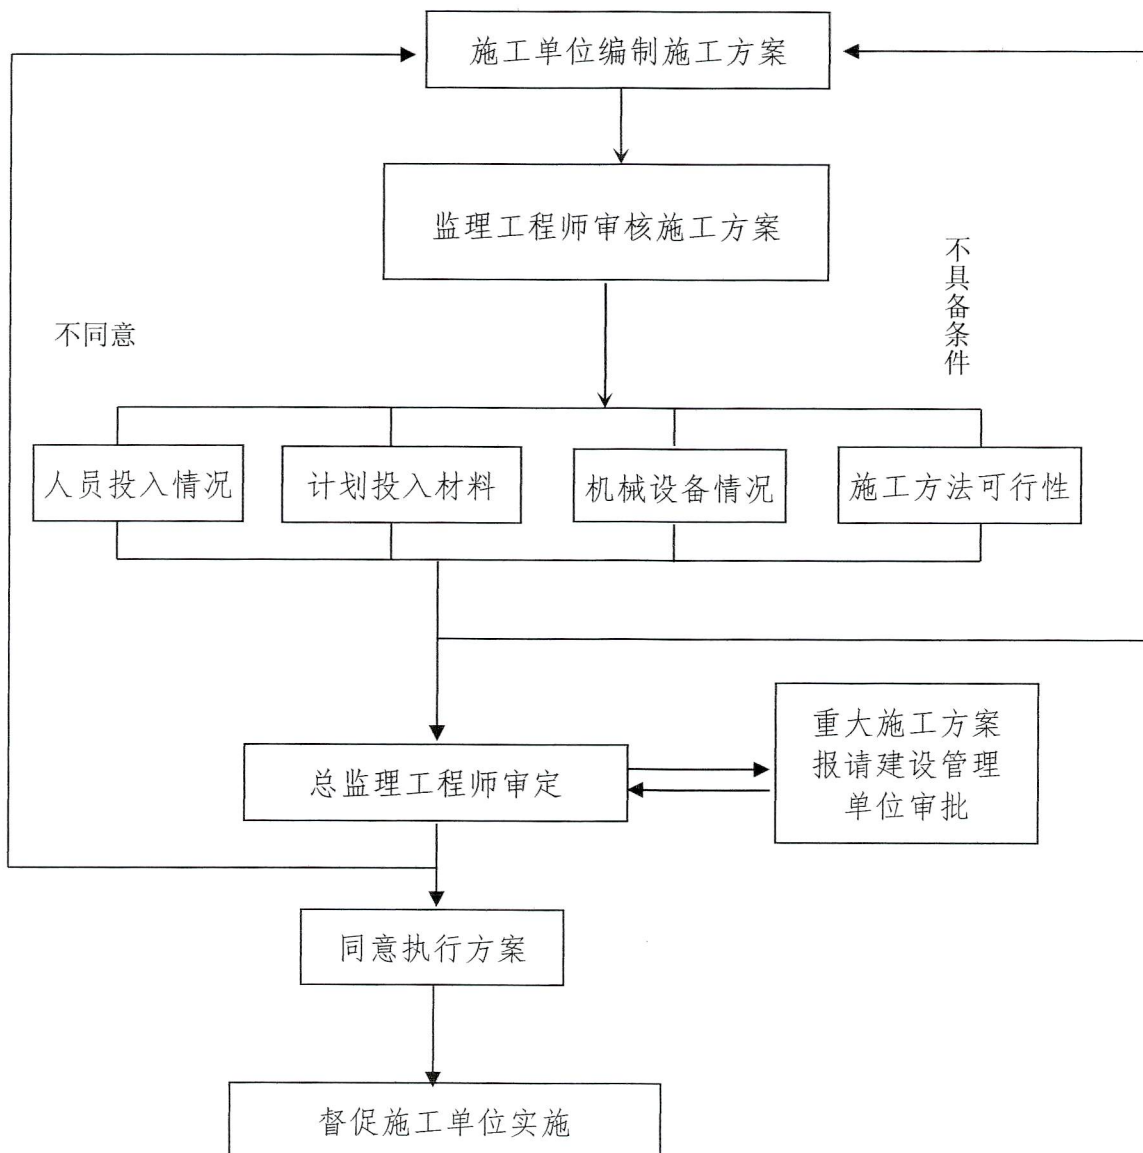 施工单位编制施工方案
监理工程师审核施工方案
不具备条件
不同意
人员投入情况
计划投入材料
机械设备情况
施工方法可行性
重大施工方案
报请建设管理
单位审批
总监理工程师审定
同意执行方案
督促施工单位实施